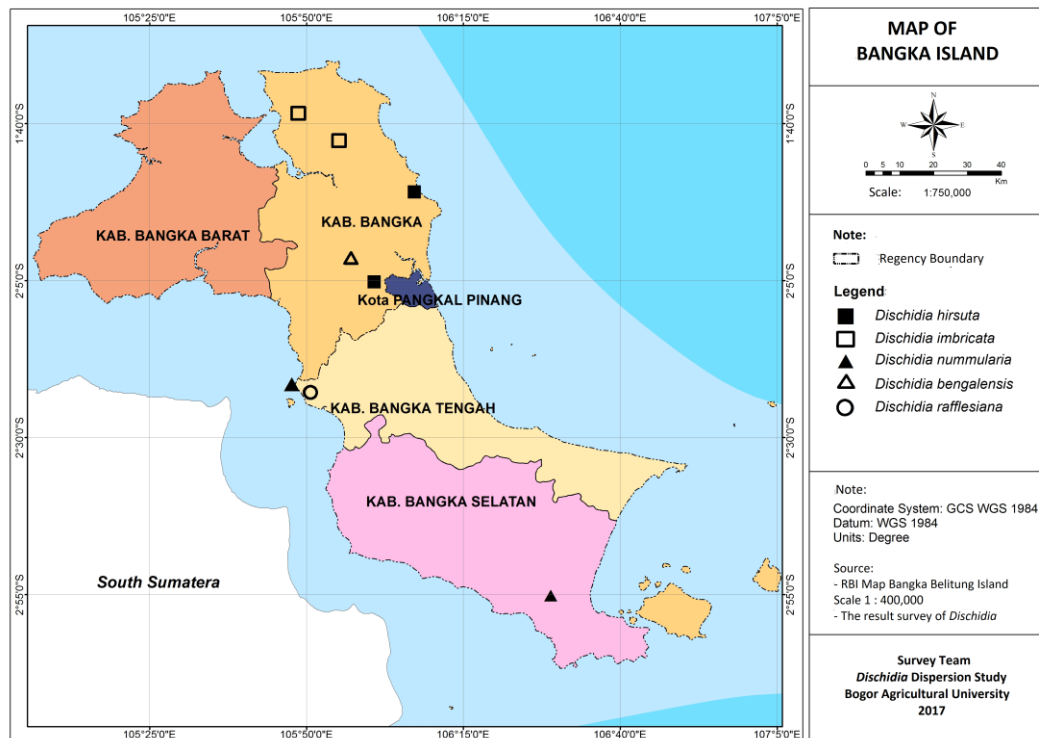 105°25'0"E 105°50'0"E 106°15'0"E 106°40'0"E 107°5'0"E
1°40'0"S 1°40'0"S
KAB. BANGKA
KAB. BANGKA BARAT
2°5'0"S 2°5'0"S
Kota PANGKAL PINANG
KAB. BANGKA TENGAH
2°30'0"S 2°30'0"S
KAB. BANGKA SELATAN
South Sumatera
2°55'0"S 2°55'0"S
105°25'0"E 105°50'0"E 106°15'0"E 106°40'0"E 107°5'0"E
MAP OF
BANGKA ISLAND
N
W E
S
0 5 10 20 30 40
Km
Scale: 1:750,000
Note:
Regency Boundary
Legend
Dischidia hirsuta
Dischidia imbricata
Dischidia nummularia
Dischidia bengalensis
Dischidia rafflesiana
Note:
Coordinate System: GCS WGS 1984
Datum: WGS 1984
Units: Degree
Source:
- RBI Map Bangka Belitung Island
Scale 1 : 400,000
- The result survey of Dischidia
Survey Team
Dischidia Dispersion Study
Bogor Agricultural University
2017